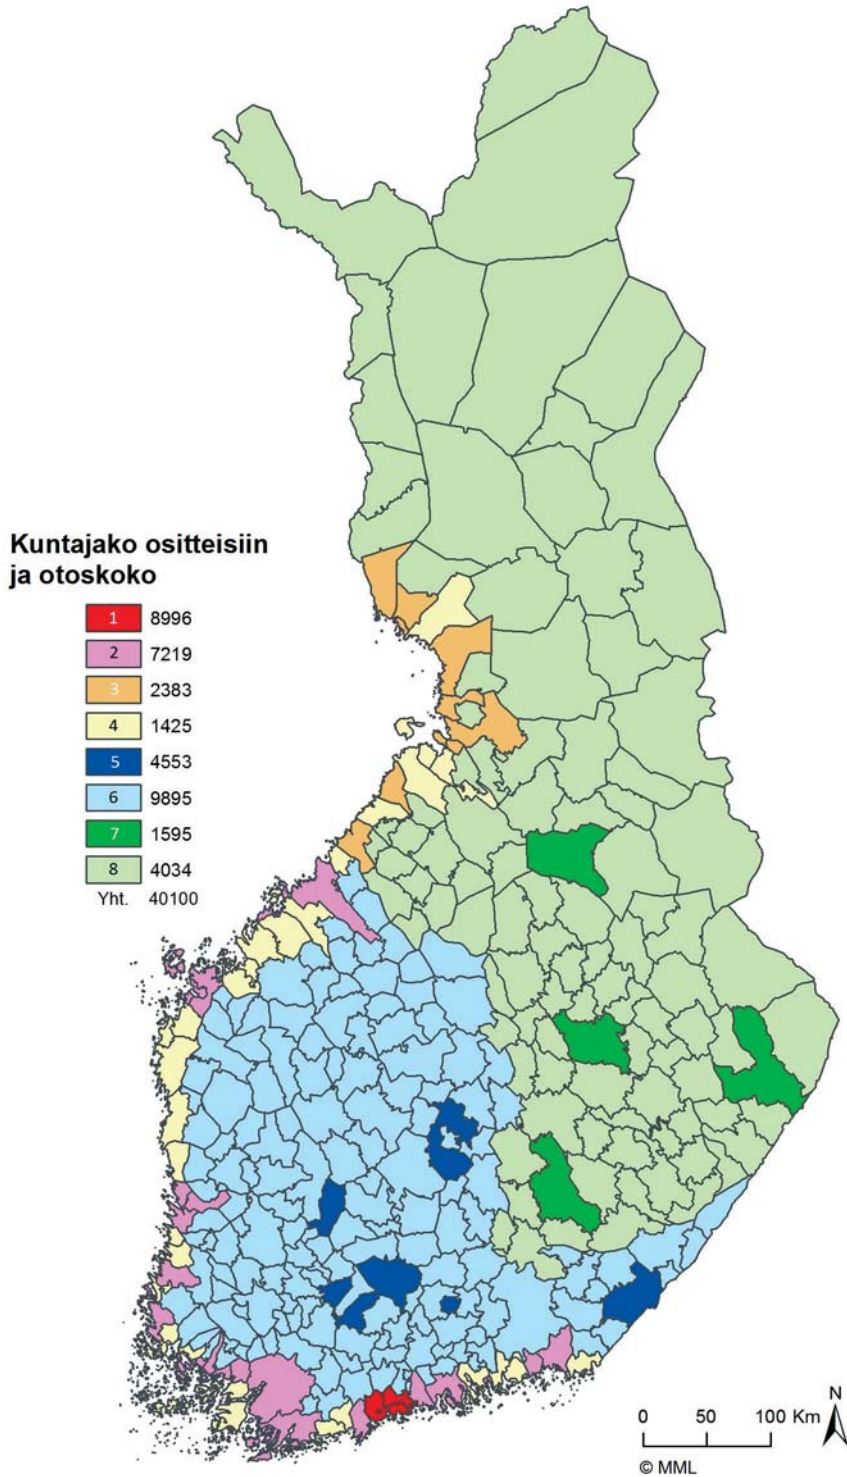 Kuntajako ositteisiin
ja otoskoko
1 8996
2 7219
3 2383
4 1425
5 4553
6 9895
7 1595
8 4034
Yht. 40100
N
0 50 100 Km
© MML